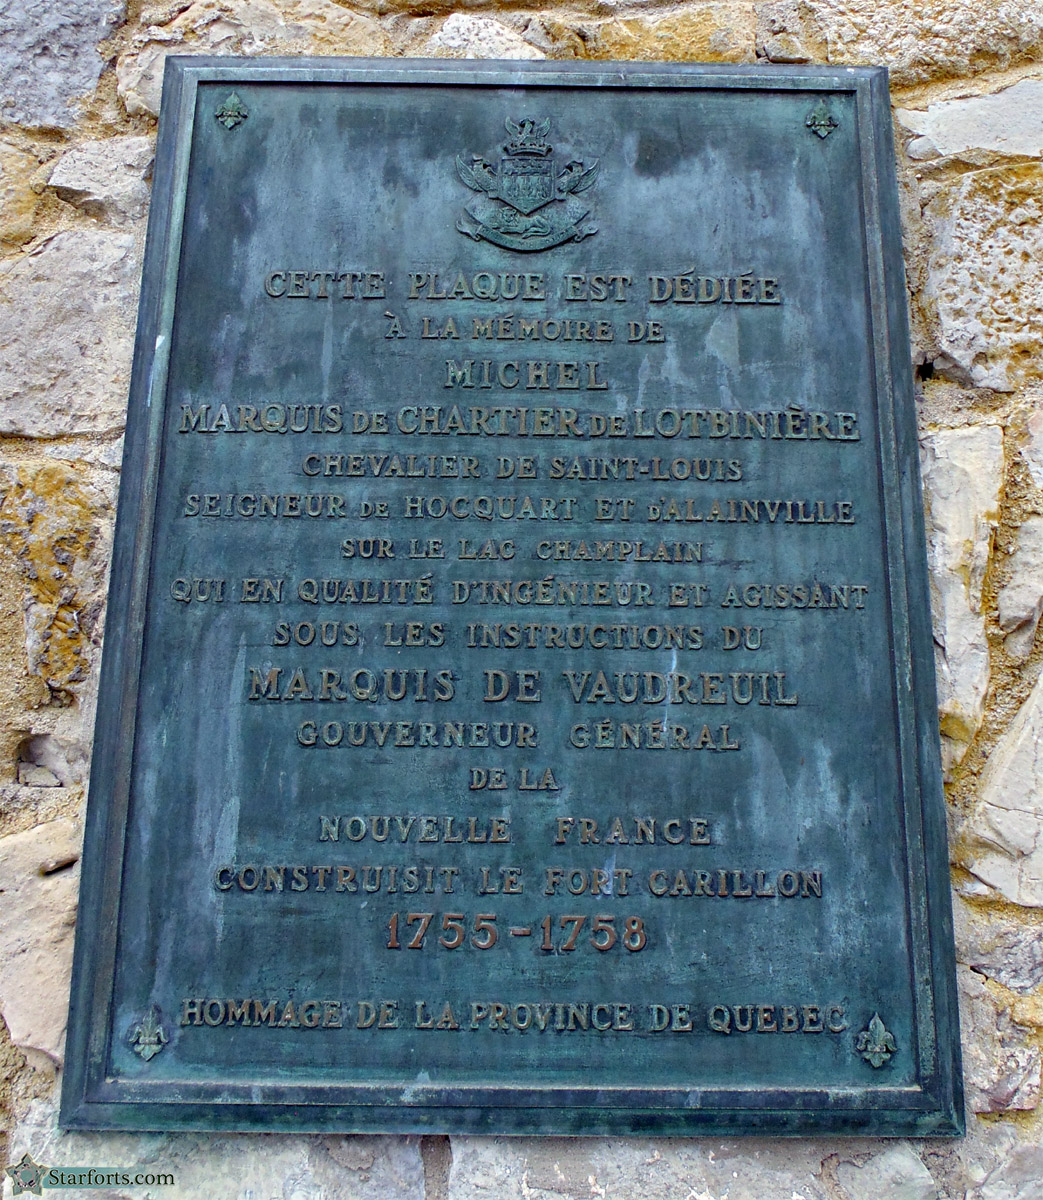 CETTE PLAQUE EST DÉDIÉE
À LA MÉMOIRE DE
MICHEL
MARQUIS DE CHARTIER DE LOTBINIÈRE
CHEVALIER DE SAINT-LOUIS
SEIGNEUR DE HOCQUART ET D'ALAINVILLE
SUR LE LAC CHAMPLAIN
QUI EN QUALITÉ D'INGÉNIEUR ET AGISSANT
SOUS LES INSTRUCTIONS DU
MARQUIS DE VAUDREUIL
GOUVERNEUR GÉNÉRAL
DE LA
NOUVELLE FRANCE
CONSTRUISIT LE FORT CARILLON
1755-1758
HOMMAGE DE LA PROVINCE DE QUEBEC
Starforts.com